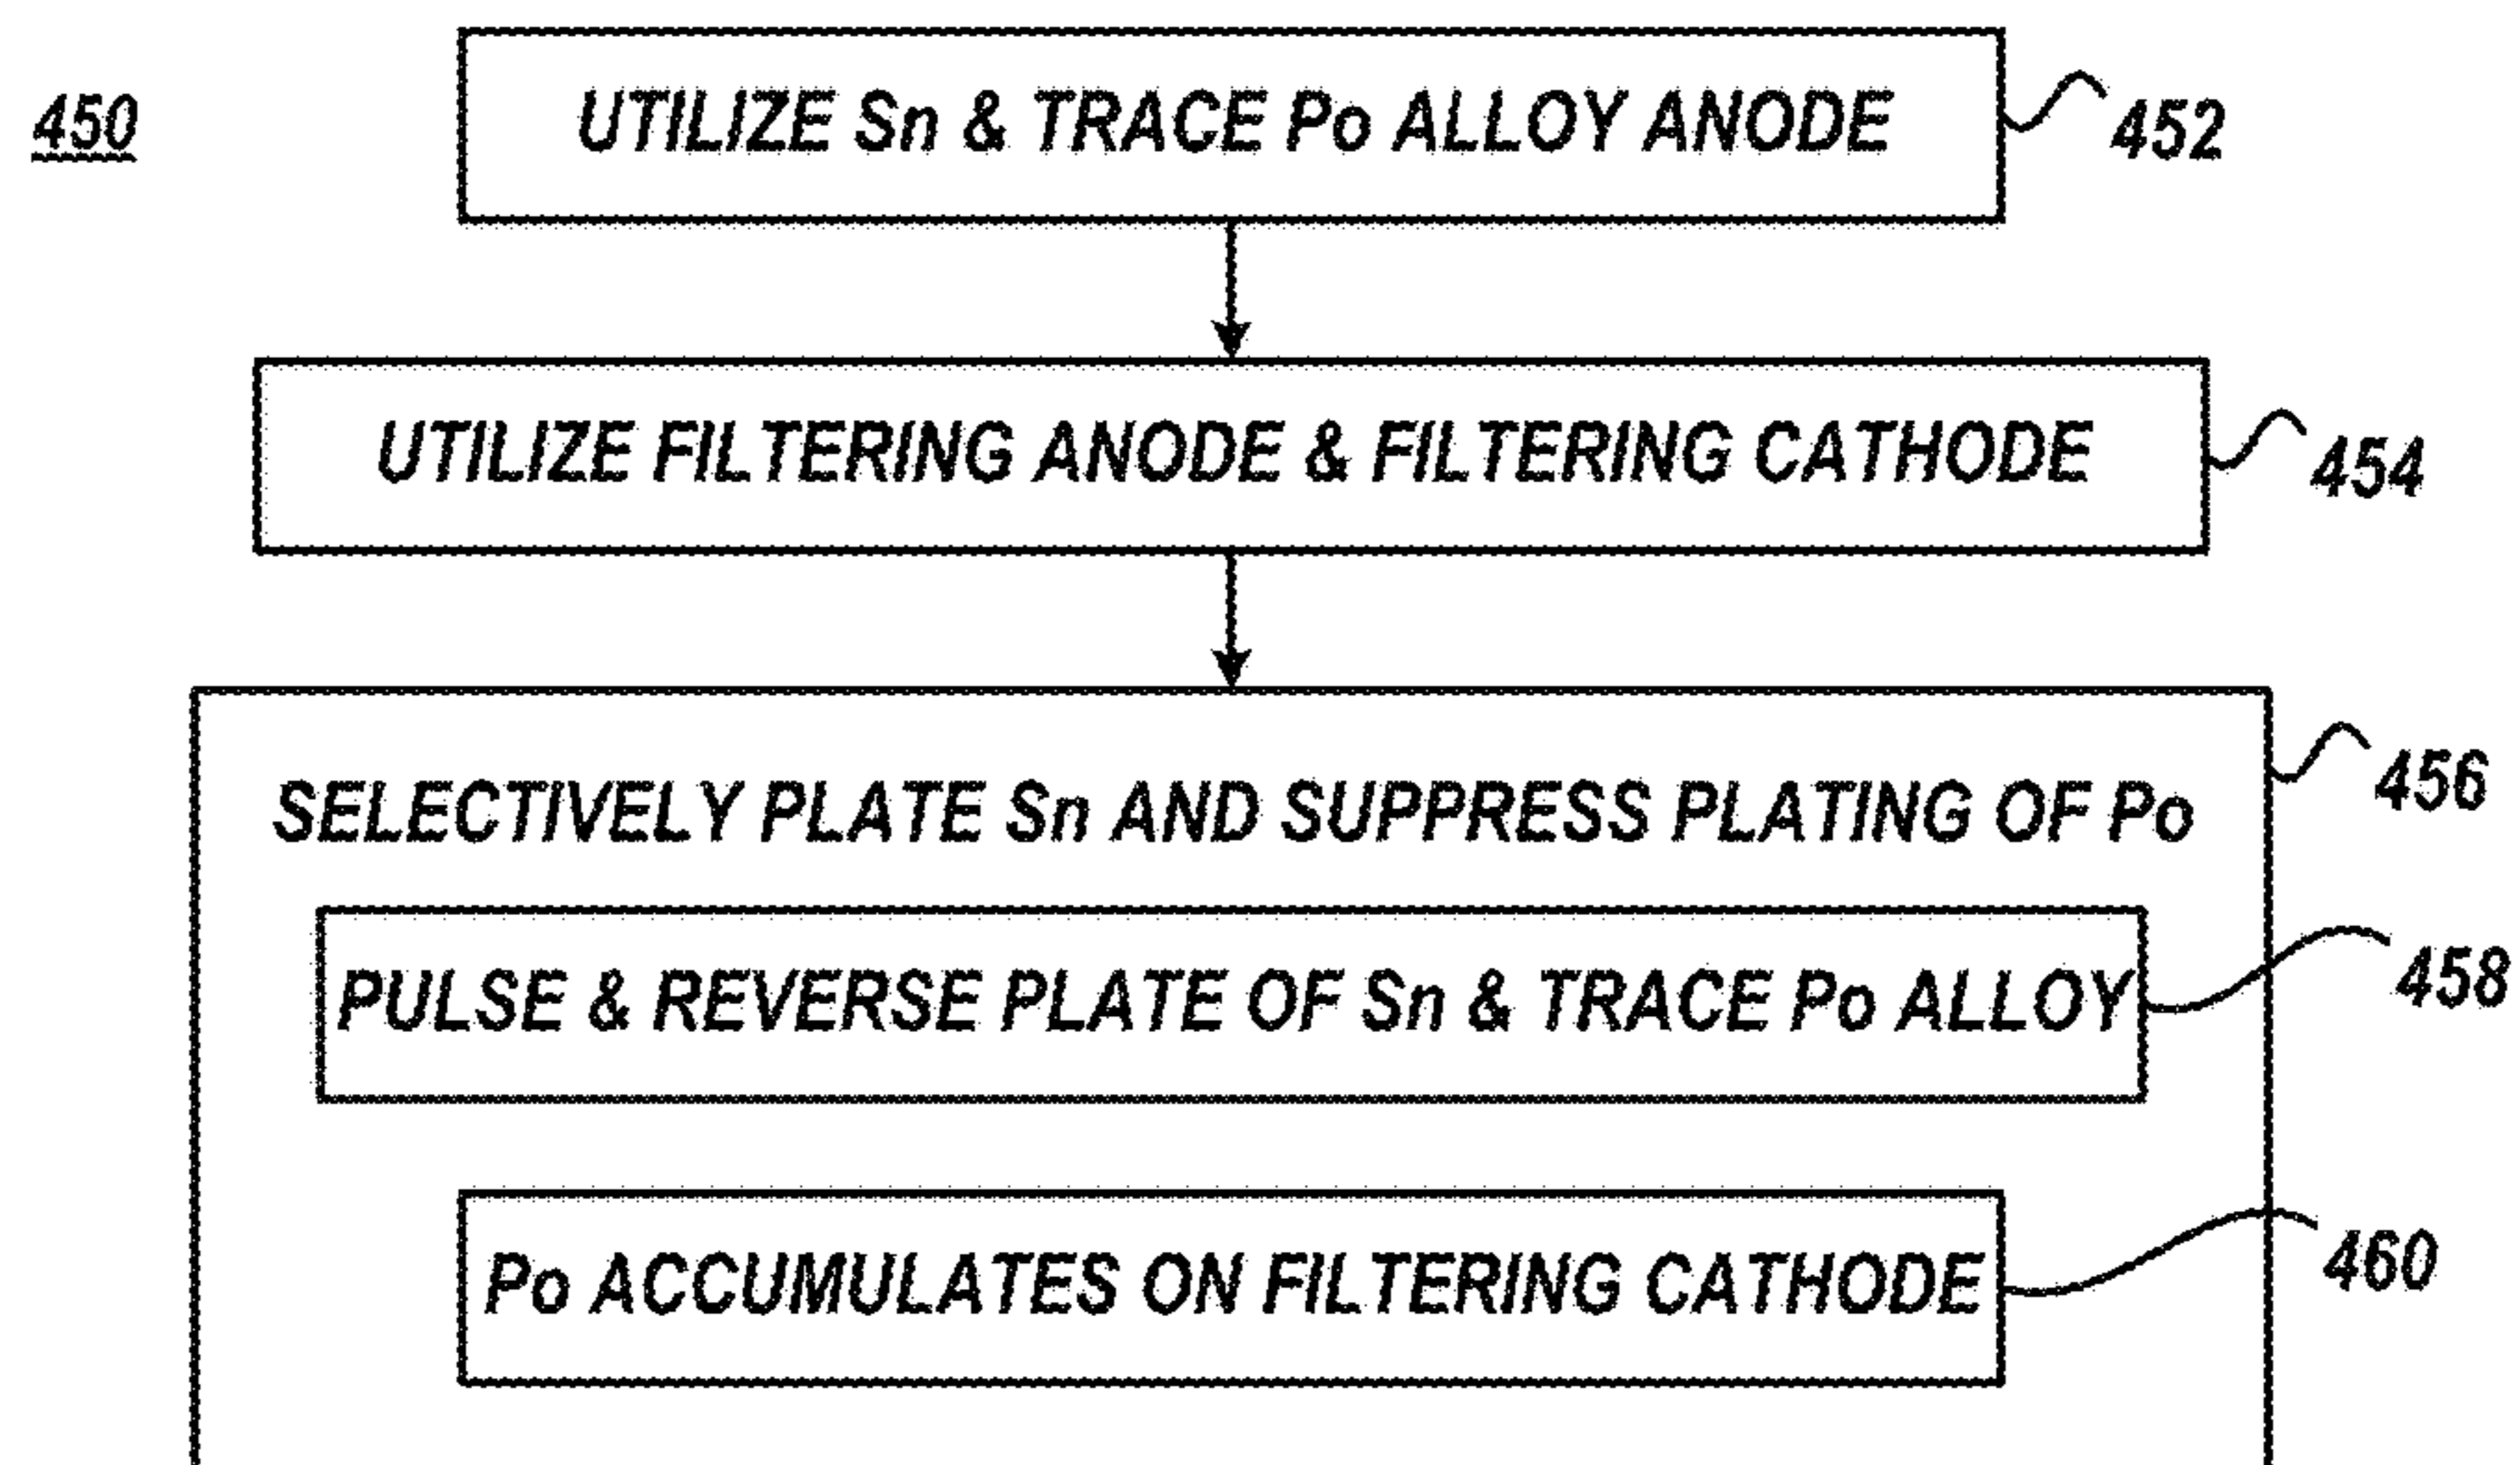 450
UTILIZE Sn & TRACE Po ALLOY ANODE
452
UTILIZE FILTERING ANODE & FILTERING CATHODE
454
SELECTIVELY PLATE Sn AND SUPPRESS PLATING OF Po
456
PULSE & REVERSE PLATE OF Sn & TRACE Po ALLOY
458
Po ACCUMULATES ON FILTERING CATHODE
460